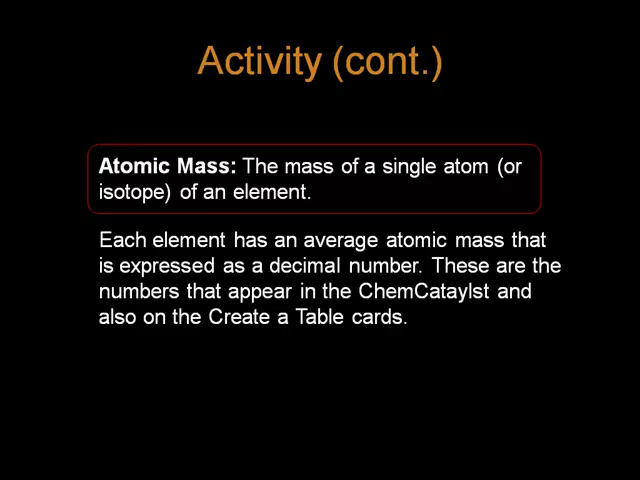 Activity (cont.)
Atomic Mass: The mass of a single atom (or
isotope) of an element.
Each element has an average atomic mass that
is expressed as a decimal number. These are the
numbers that appear in the ChemCataylst and
also on the Create a Table cards.